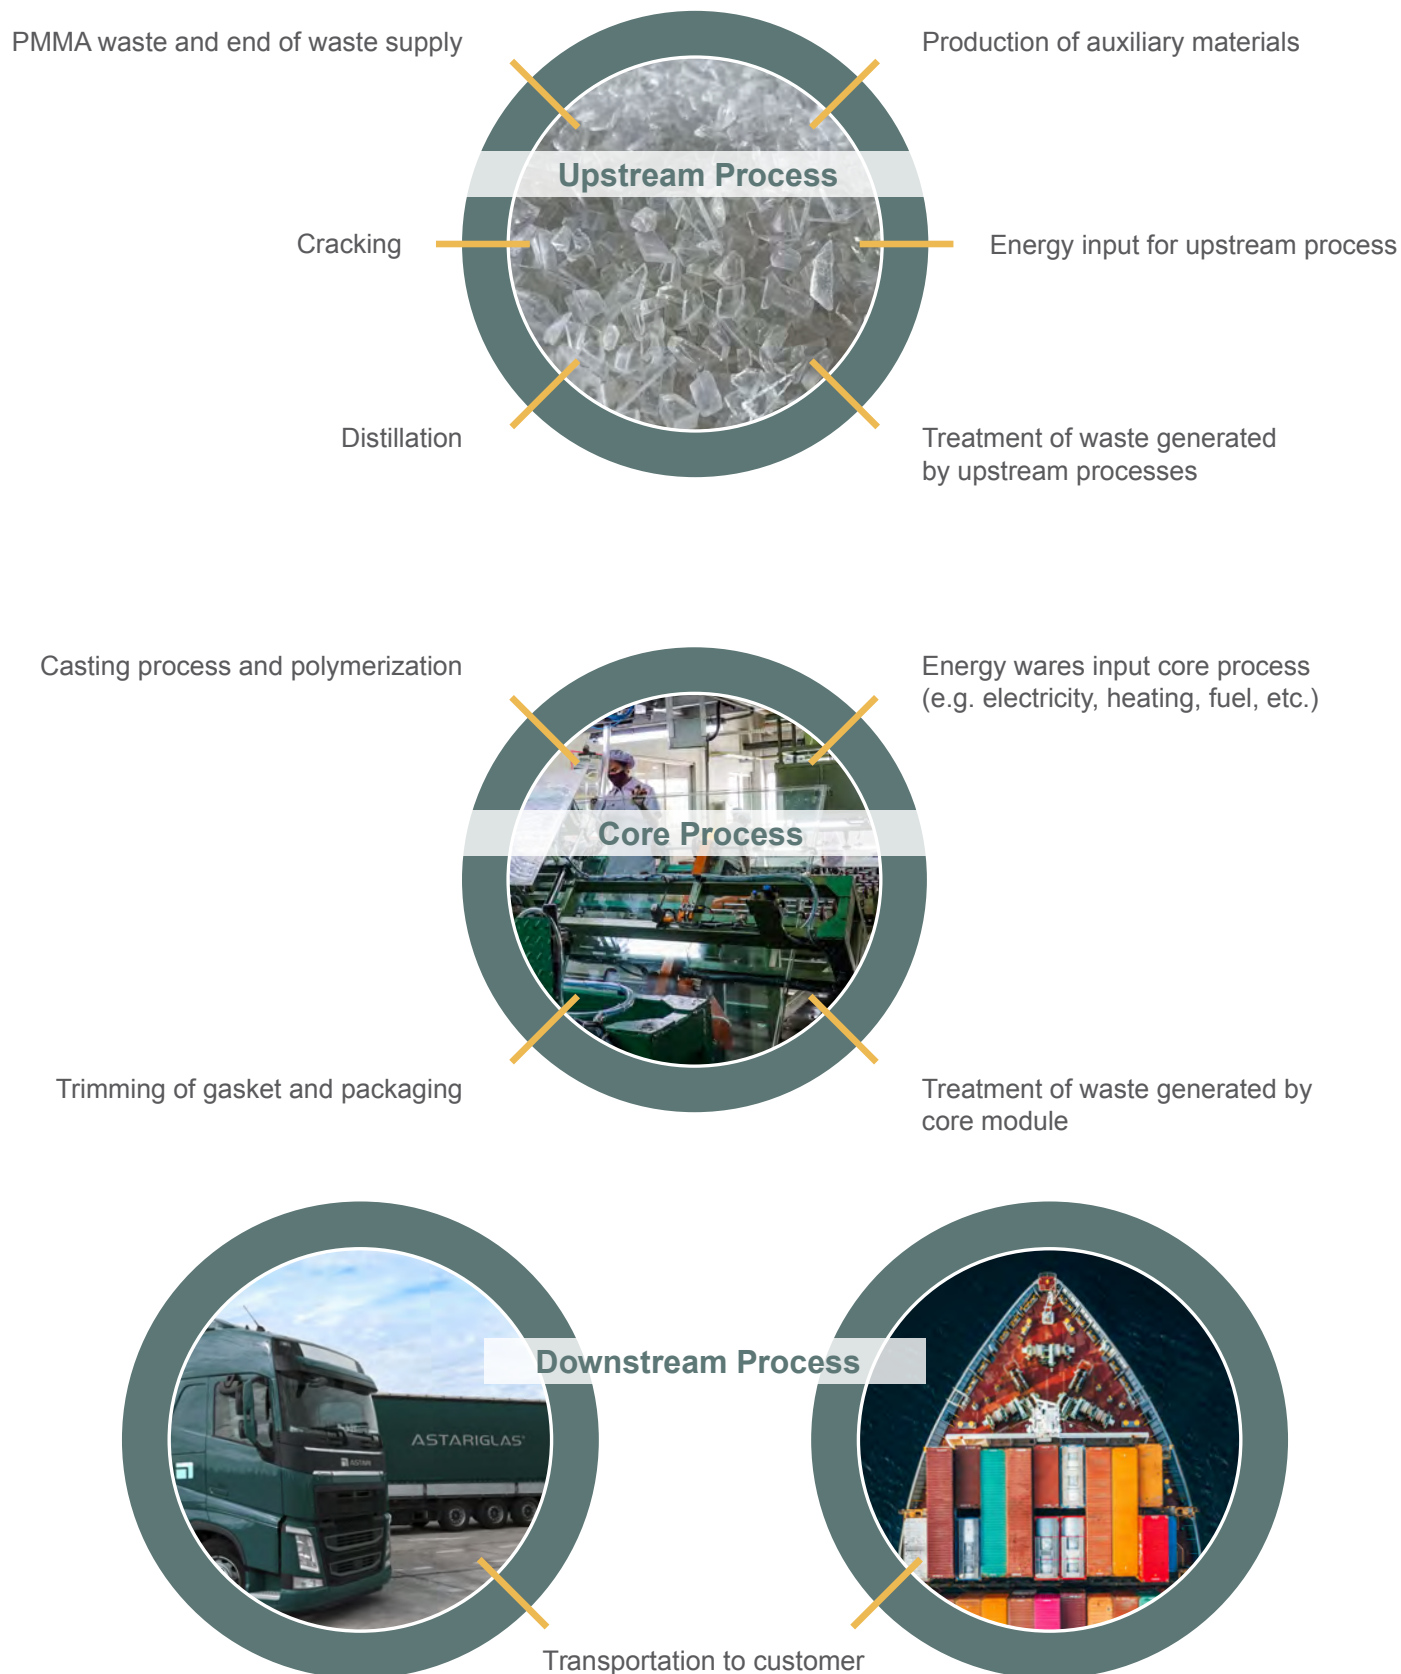 PMMA waste and end of waste supply
Production of auxiliary materials
Upstream Process
Cracking
Energy input for upstream process
Distillation
Treatment of waste generated
by upstream processes
Casting process and polymerization
Energy wares input core process
(e.g. electricity, heating, fuel, etc.)
Core Process
Trimming of gasket and packaging
Treatment of waste generated by
core module
Downstream Process
ASTARIGLAS®
ASTARI
Transportation to customer